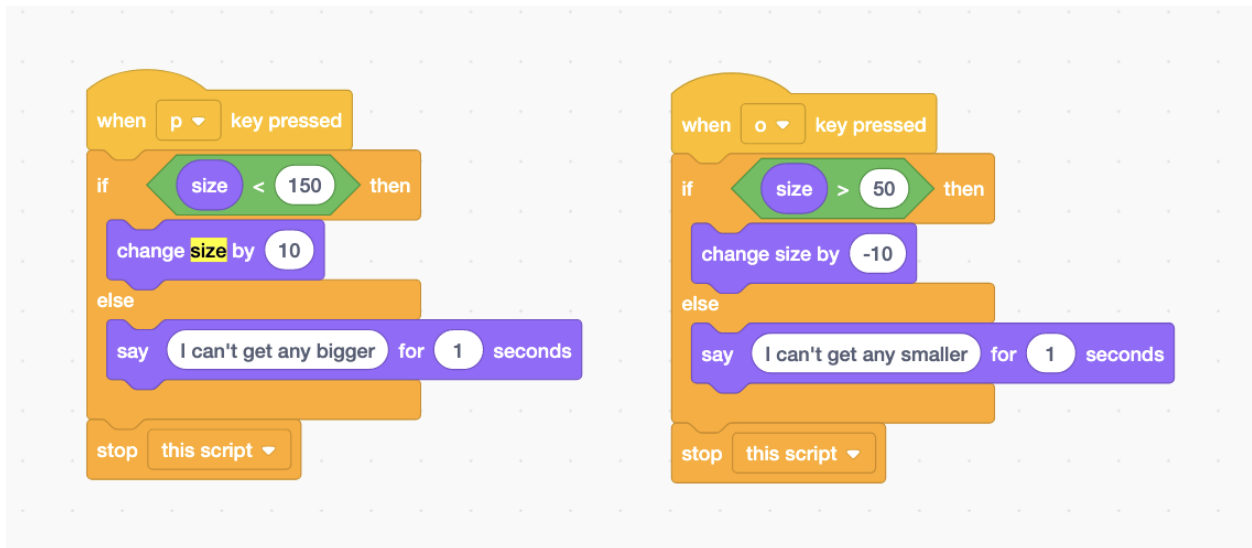 when p key pressed
if size < 150 then
change size by 10
else
say I can't get any bigger for 1 seconds
stop this script
when o key pressed
if size > 50 then
change size by -10
else
say I can't get any smaller for 1 seconds
stop this script